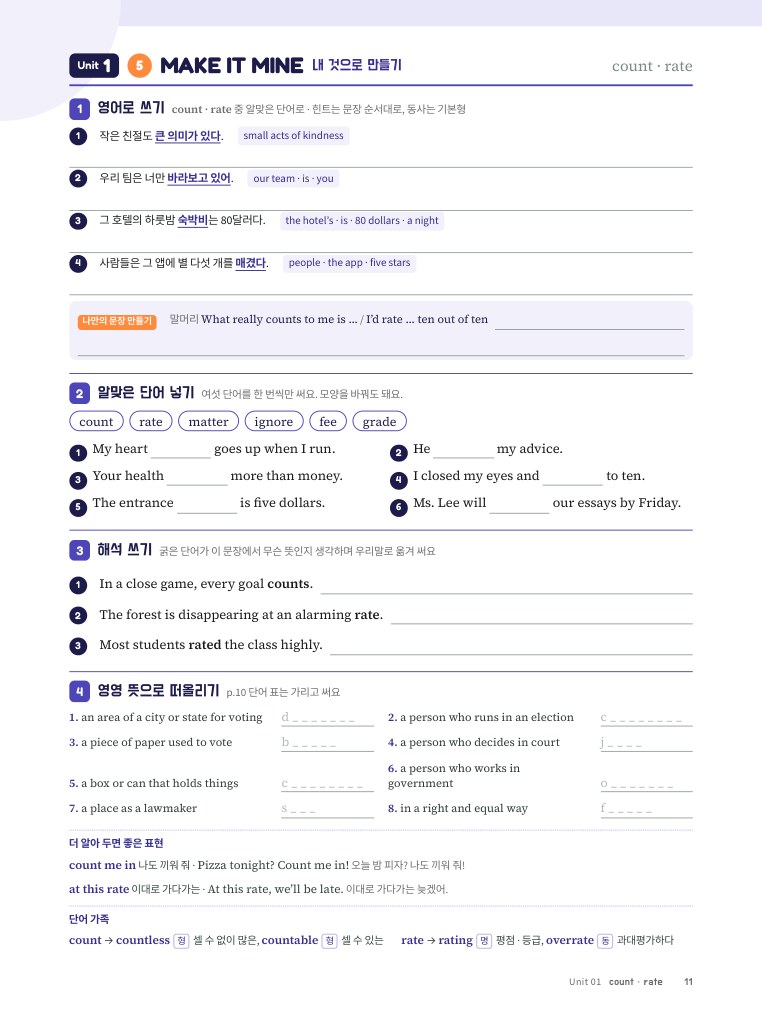 Unit 1 5 MAKE IT MINE 내 것으로 만들기 count · rate
1 영어로 쓰기 count · rate 중 알맞은 단어로 · 힌트는 문장 순서대로, 동사는 기본형
1 작은 친절도 큰 의미가 있다. small acts of kindness
2 우리 팀은 너만 바라보고 있어. our team · is · you
3 그 호텔의 하룻밤 숙박비는 80달러다. the hotel's · is · 80 dollars · a night
4 사람들은 그 앱에 별 다섯 개를 매겼다. people · the app · five stars
나만의 문장 만들기 말머리 What really counts to me is ... / I'd rate ... ten out of ten
2 알맞은 단어 넣기 여섯 단어를 한 번씩만 써요. 모양을 바꿔도 돼요.
count rate matter ignore fee grade
1 My heart ________ goes up when I run. 2 He ________ my advice.
3 Your health ________ more than money. 4 I closed my eyes and ________ to ten.
5 The entrance ________ is five dollars. 6 Ms. Lee will ________ our essays by Friday.
3 해석 쓰기 굵은 단어가 이 문장에서 무슨 뜻인지 생각하며 우리말로 옮겨 써요
1 In a close game, every goal counts.
2 The forest is disappearing at an alarming rate.
3 Most students rated the class highly.
4 영영 뜻으로 떠올리기 p.10 단어 표는 가리고 써요
1. an area of a city or state for voting d _ _ _ _ _ _ _ 2. a person who runs in an election c _ _ _ _ _ _ _ _
3. a piece of paper used to vote b _ _ _ _ _ 4. a person who decides in court j _ _ _ _
5. a box or can that holds things c _ _ _ _ _ _ _ _ 6. a person who works in
government o _ _ _ _ _ _ _
7. a place as a lawmaker s _ _ _ 8. in a right and equal way f _ _ _ _ _
더 알아 두면 좋은 표현
count me in 나도 끼워 줘 · Pizza tonight? Count me in! 오늘 밤 피자? 나도 끼워 줘!
at this rate 이대로 가다가는 · At this rate, we'll be late. 이대로 가다가는 늦겠어.
단어 가족
count → countless 형 셀 수 없이 많은, countable 형 셀 수 있는 rate → rating 명 평점 · 등급, overrate 동 과대평가하다
Unit 01 count · rate 11